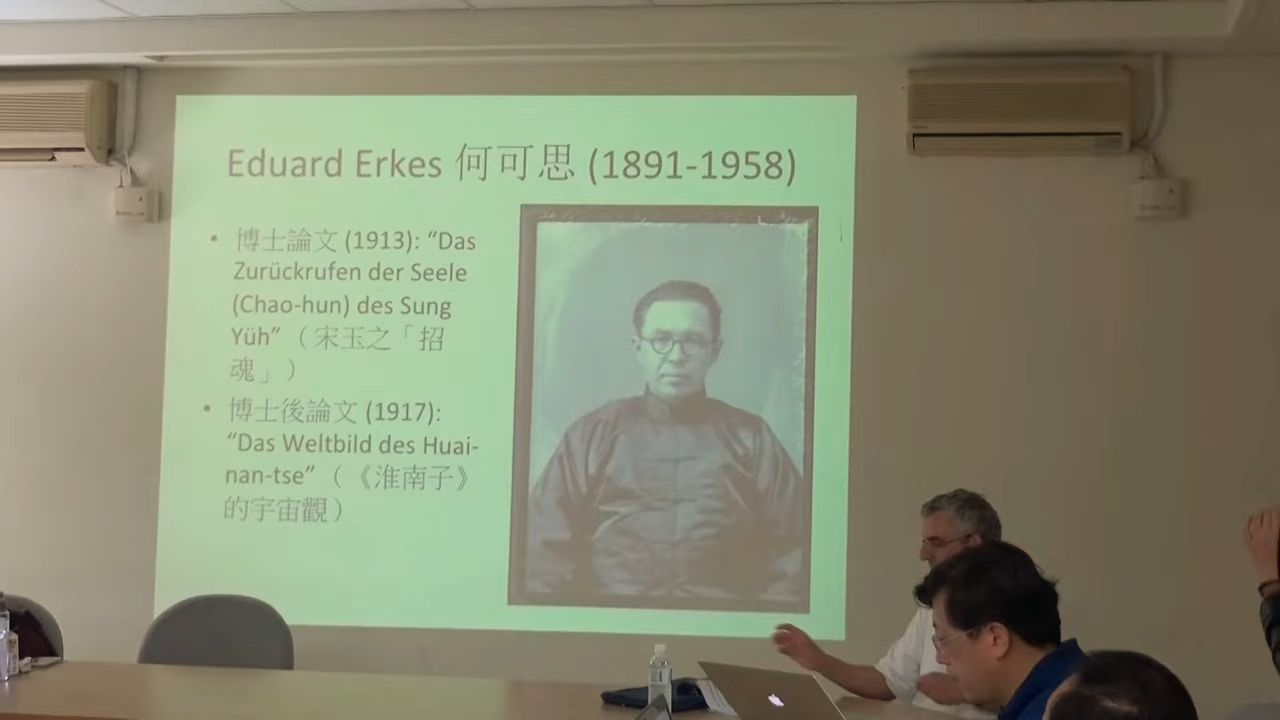 Eduard Erkes 何可思 (1891-1958)
• 博士論文 (1913): “Das
Zurückrufen der Seele
(Chao-hun) des Sung
Yüh” （宋玉之「招
魂」）
• 博士後論文 (1917):
“Das Weltbild des Huai-
nan-tse” （《淮南子》
的宇宙觀）